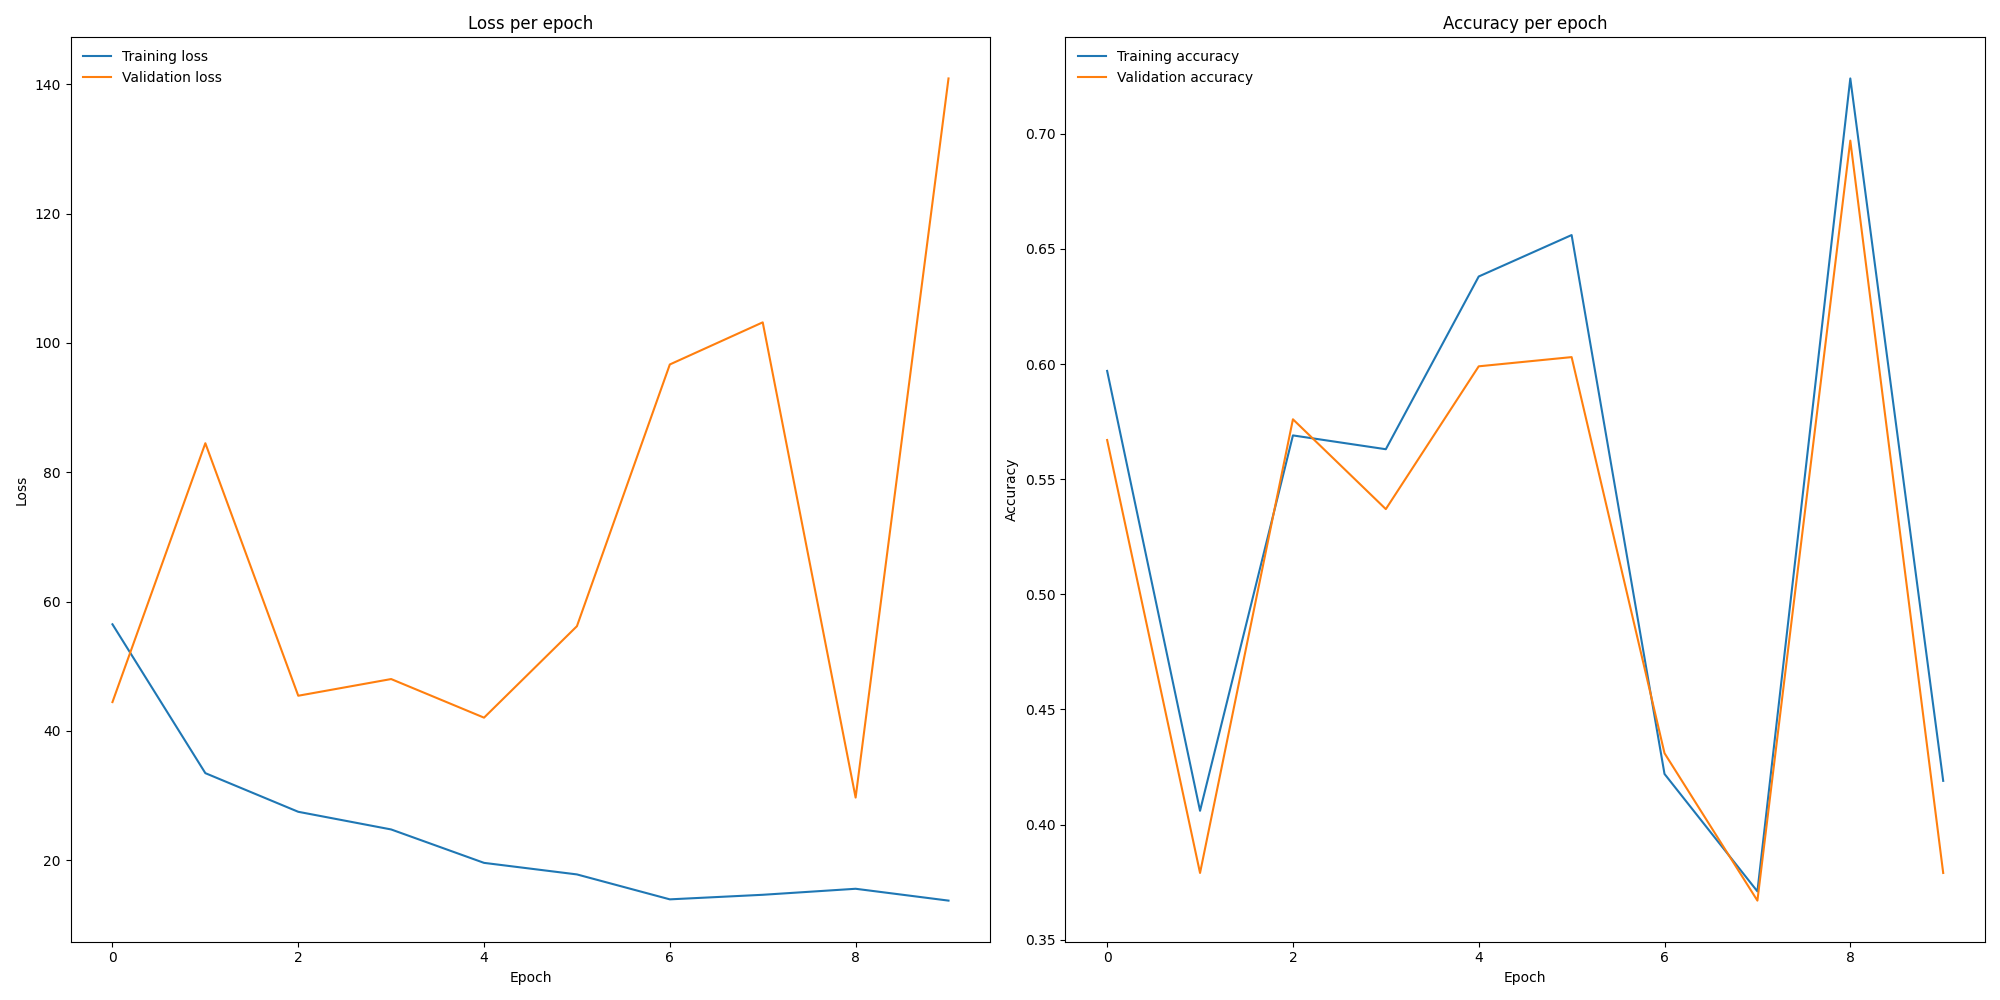 Loss per epoch
Training loss
Validation loss
140
120
100
80
60
40
20
Loss
0 2 4 6 8
Epoch
Accuracy per epoch
Training accuracy
Validation accuracy
0.70
0.65
0.60
0.55
0.50
0.45
0.40
0.35
Accuracy
0 2 4 6 8
Epoch